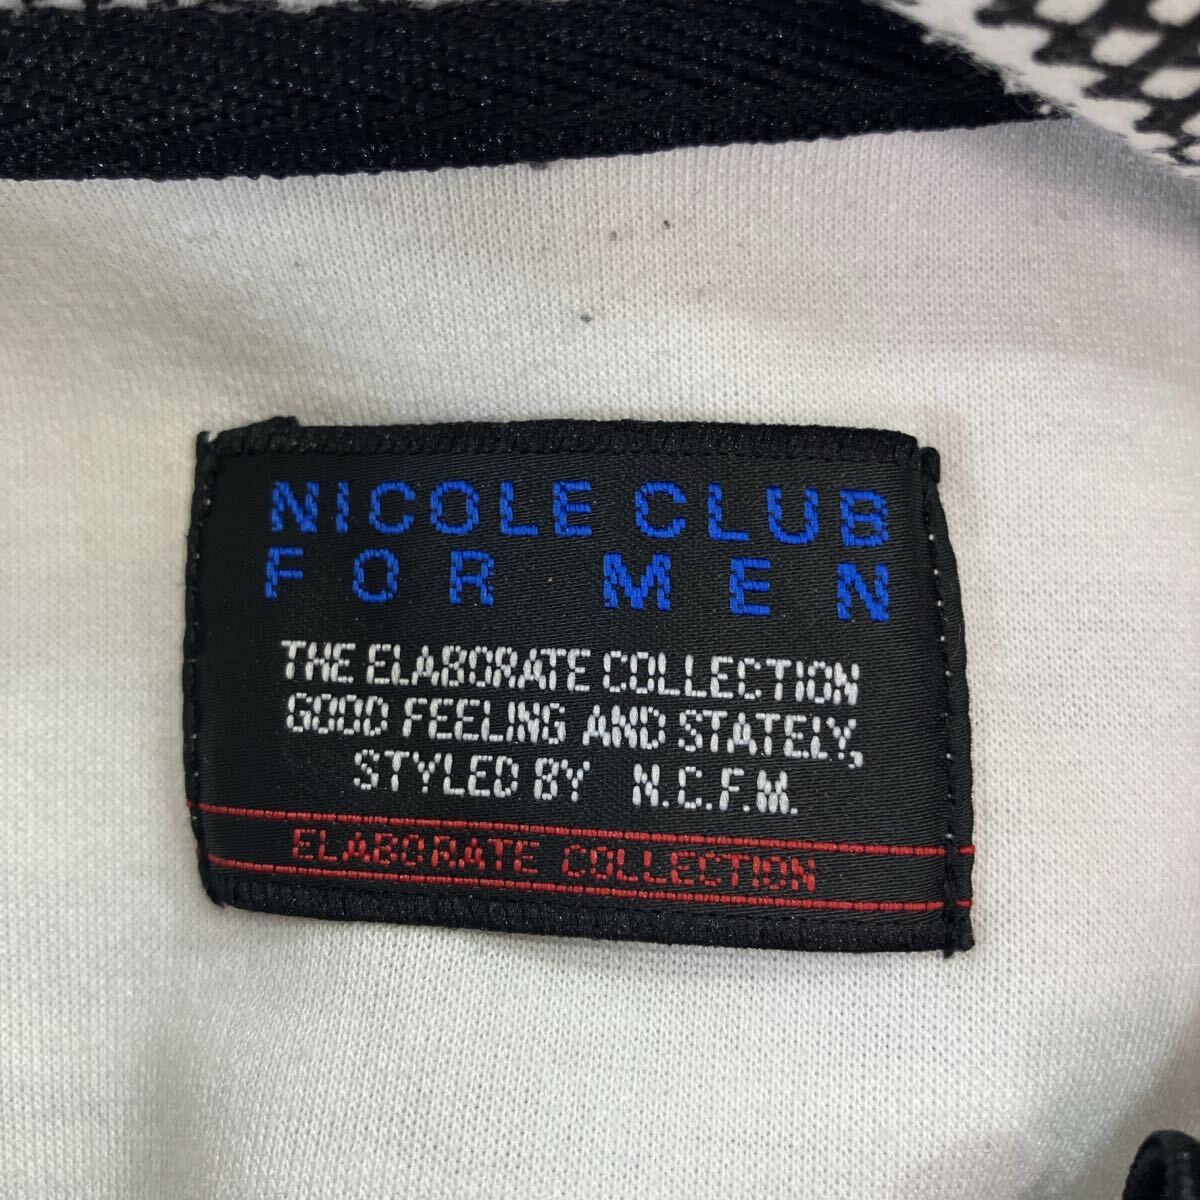 NICOLE CLUB
FOR MEN
THE ELABORATE COLLECTION
GOOD FEELING AND STATELY,
STYLED BY N.C.F.M.
ELABORATE COLLECTION